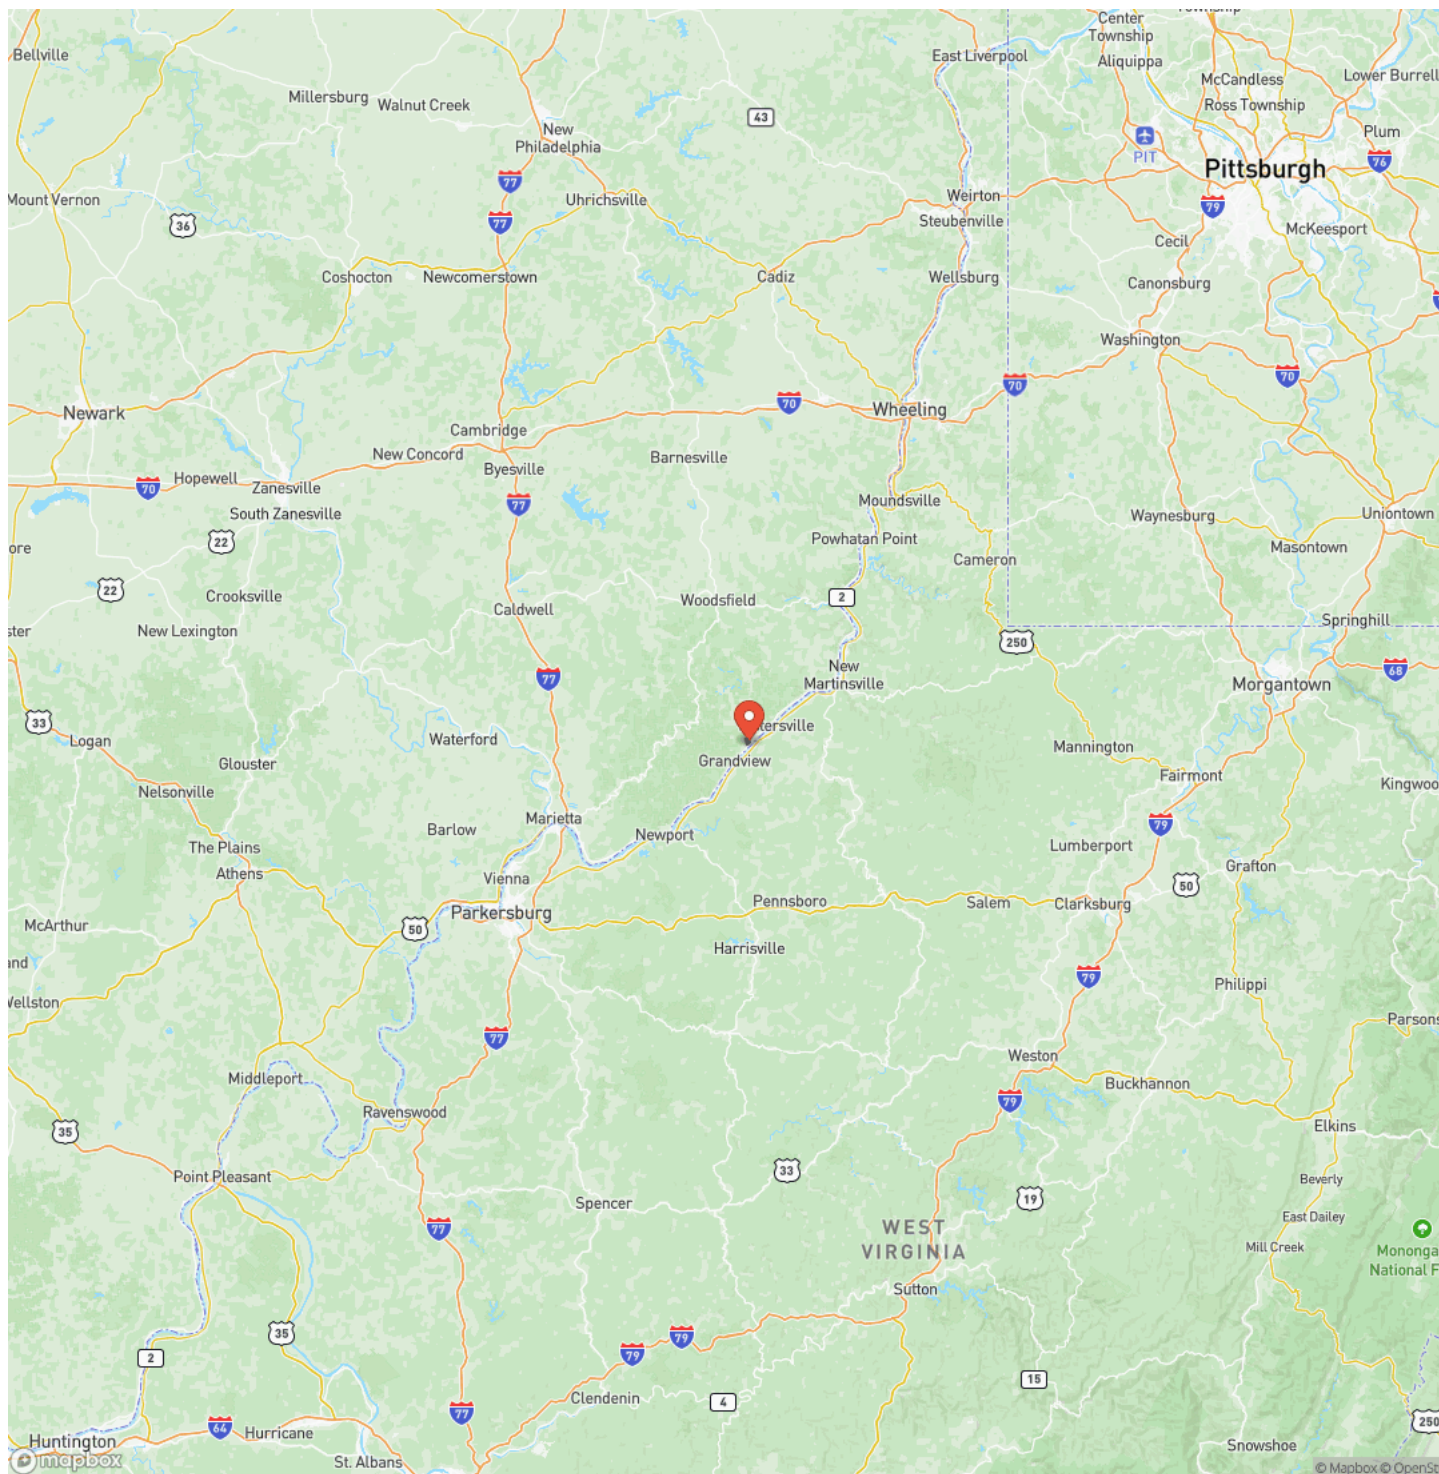 Township
Center
Township
Bellville
East Liverpool
Aliquippa
McCandless
Lower Burrell
Millersburg
Walnut Creek
Ross Township
43
New
Philadelphia
Plum
PIT
Pittsburgh
76
77
Mount Vernon
Uhrichsville
Weirton
79
36
77
Steubenville
McKeesport
Cecil
Coshocton
Newcomerstown
Cadiz
Wellsburg
Canonsburg
Washington
70
70
70
Newark
Wheeling
Cambridge
New Concord
Byesville
Barnesville
Hopewell
70
Zanesville
77
Moundsville
South Zanesville
Waynesburg
Uniontown
22
Powhatan Point
ore
Masontown
Cameron
22
Crooksville
2
Woodsfield
Caldwell
Springhill
ster
New Lexington
250
New
Martinsville
68
77
Morgantown
33
tersville
Logan
Waterford
Mannington
Glouster
Grandview
Fairmont
Nelsonville
Kingwoo
Marietta
79
Barlow
Newport
The Plains
Lumberport
Athens
Grafton
Vienna
50
Pennsboro
Salem
Clarksburg
Parkersburg
McArthur
50
Harrisville
and
79
Philippi
Wellston
Parsons
77
Weston
Middleport
Buckhannon
79
Ravenswood
35
Elkins
33
Point Pleasant
Beverly
Spencer
19
East Dailey
77
WEST
VIRGINIA
Mill Creek
Mononga
National F
Sutton
35
79
79
2
15
Clendenin
4
77
64
250
Hurricane
Huntington
Snowshoe
mapbox
St. Albans
© Mapbox © OpenSt